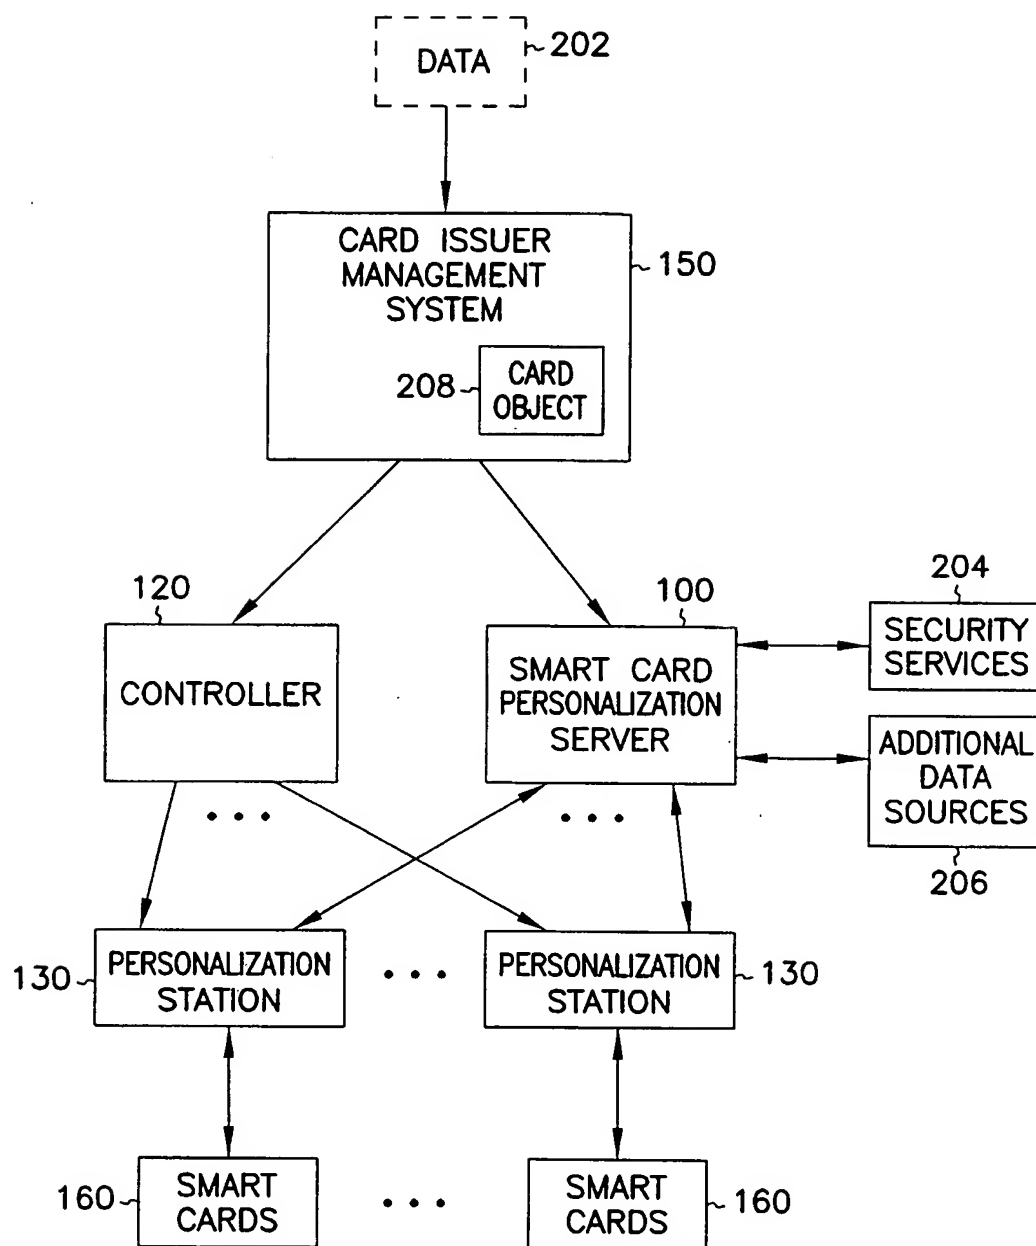 DATA
202
CARD ISSUER
MANAGEMENT
SYSTEM
150
208
CARD
OBJECT
120
100
204
CONTROLLER
SMART CARD
PERSONALIZATION
SERVER
SECURITY
SERVICES
ADDITIONAL
DATA
SOURCES
206
130
PERSONALIZATION
STATION
PERSONALIZATION
STATION
130
160
SMART
CARDS
SMART
CARDS
160